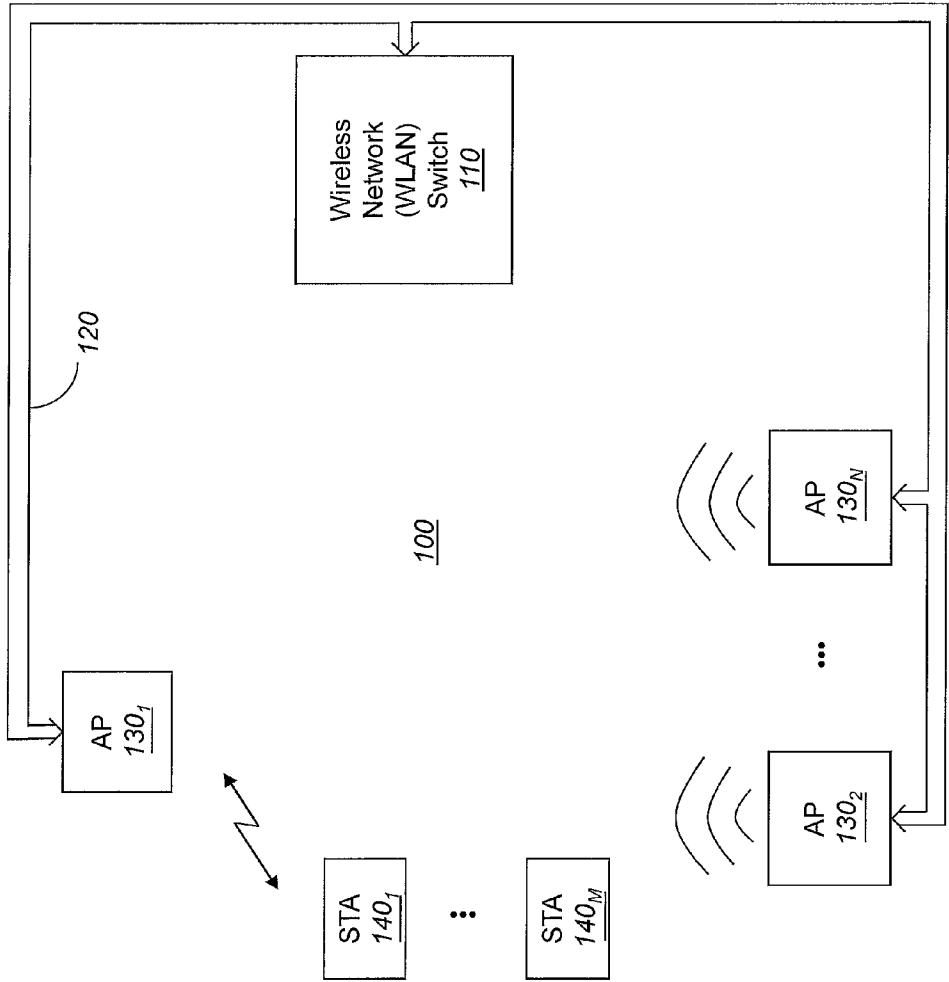 120
Wireless
Network
(WLAN)
Switch
110
AP
130₁
100
STA
140₁
•••
STA
140M
AP
130₂
•••
AP
130N